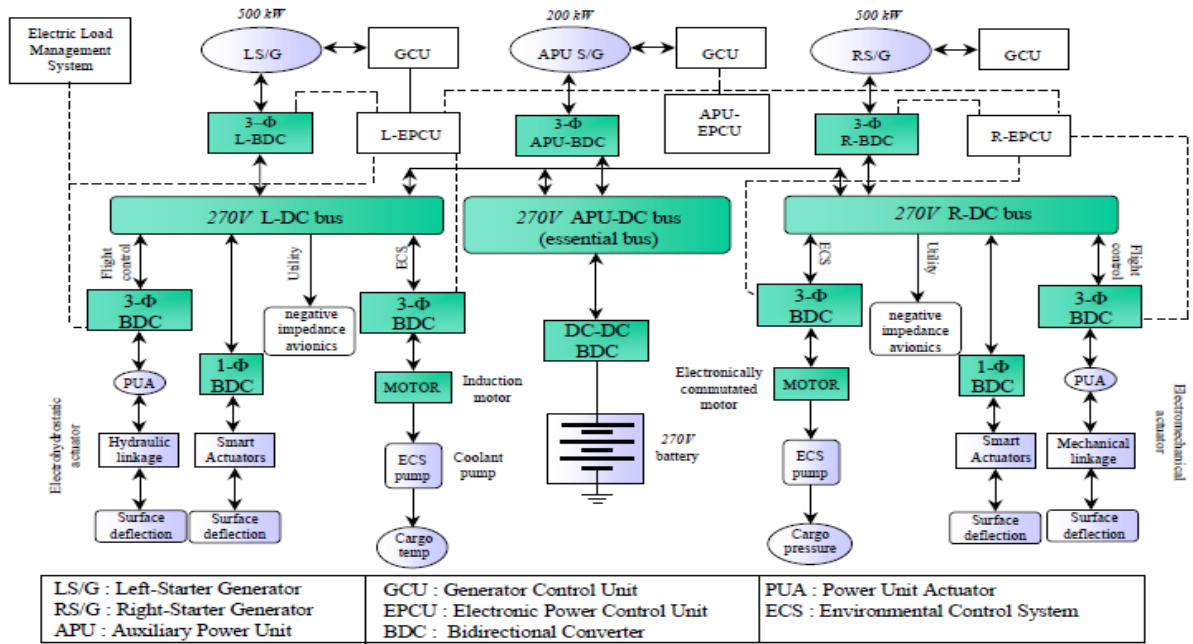 500 kW
200 kW
500 kW
Electric Load
Management
System
LS/G
GCU
APU S/G
GCU
RS/G
GCU
3-Φ
L-BDC
L-EPCU
3-Φ
APU-BDC
APU-
EPCU
3-Φ
R-BDC
R-EPCU
270V L-DC bus
270V APU-DC bus
(essential bus)
270V R-DC bus
Flight
control
Utility
ECS
ECS
Utility
Flight
control
3-Φ
BDC
negative
impedance
avionics
3-Φ
BDC
DC-DC
BDC
3-Φ
BDC
negative
impedance
avionics
3-Φ
BDC
1-Φ
BDC
1-Φ
BDC
PUA
MOTOR
Induction
motor
Electronically
commutated
motor
MOTOR
PUA
Electrohydrostatic
actuator
Hydraulic
linkage
Smart
Actuators
ECS
pump
Coolant
pump
270V
battery
ECS
pump
Smart
Actuators
Mechanical
linkage
Electromechanical
actuator
Surface
deflection
Surface
deflection
Cargo
temp
Cargo
pressure
Surface
deflection
Surface
deflection
LS/G : Left-Starter Generator
RS/G : Right-Starter Generator
APU : Auxiliary Power Unit
GCU : Generator Control Unit
EPCU : Electronic Power Control Unit
BDC : Bidirectional Converter
PUA : Power Unit Actuator
ECS : Environmental Control System